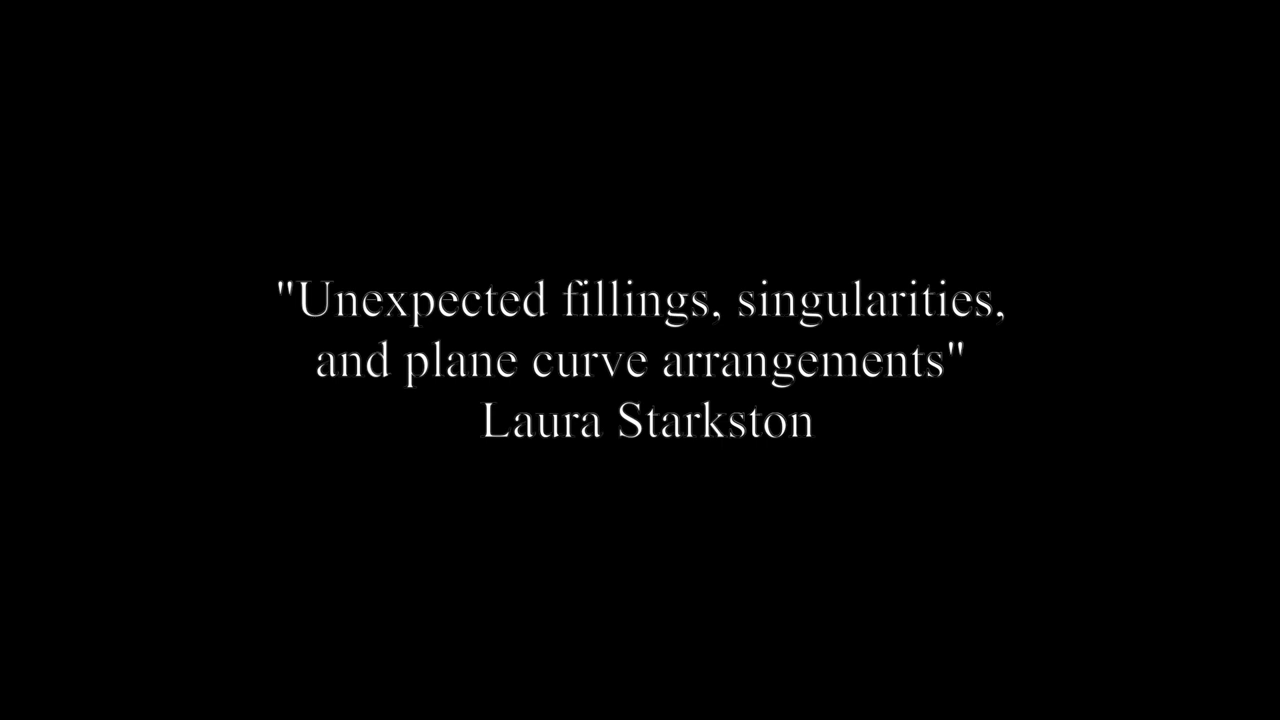 "Unexpected fillings, singularities,
and plane curve arrangements"
Laura Starkston